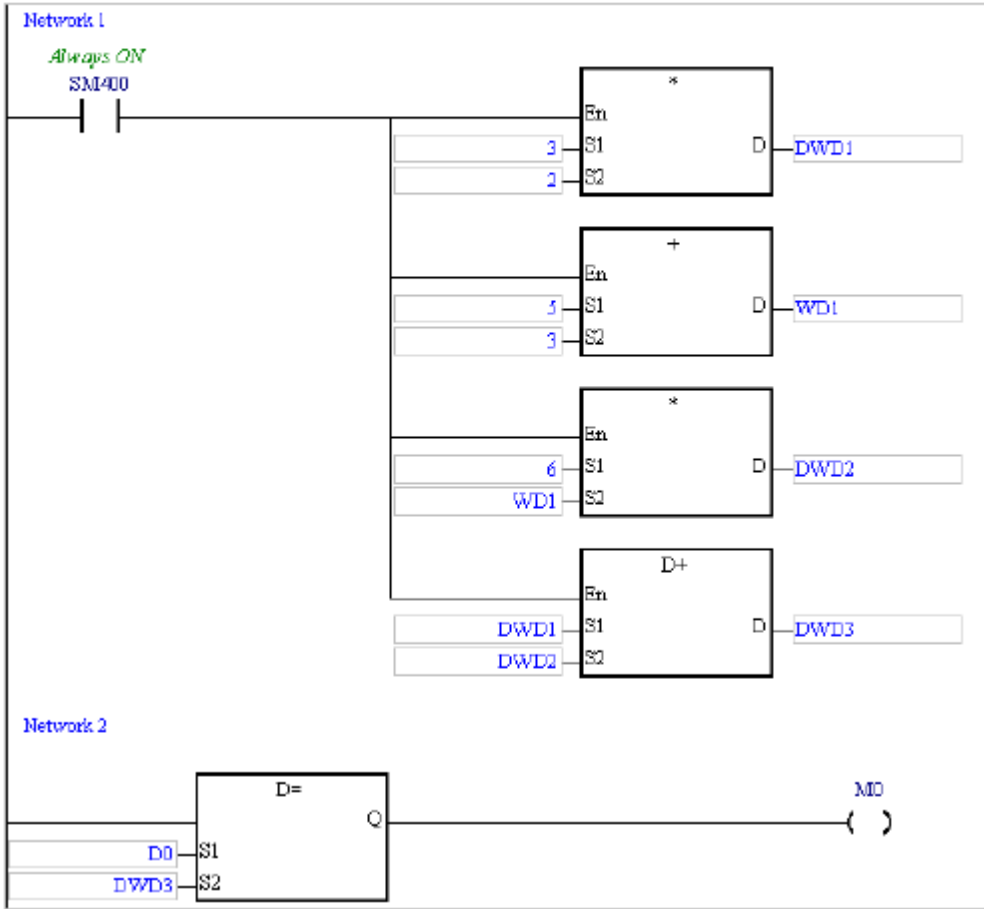 Network 1
Always ON
SM400
*
En
3 S1 D DWD1
2 S2
+
En
5 S1 D WD1
3 S2
*
En
6 S1 D DWD2
WD1 S2
D+
En
DWD1 S1 D DWD3
DWD2 S2
Network 2
D= M0
Q
D0 S1
DWD3 S2